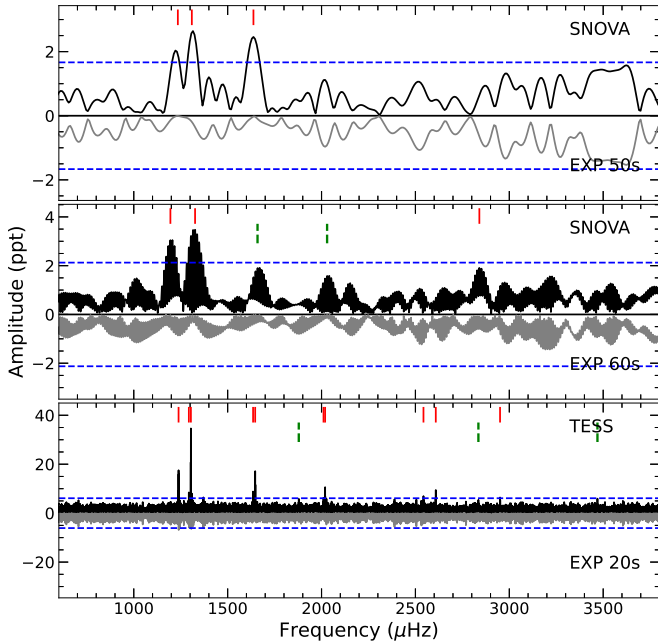 SNOVA
2
0
−2
EXP 50s
SNOVA
4
2
0
−2
EXP 60s
Amplitude (ppt)
TESS
40
20
0
−20
EXP 20s
1000 1500 2000 2500 3000 3500
Frequency (μHz)